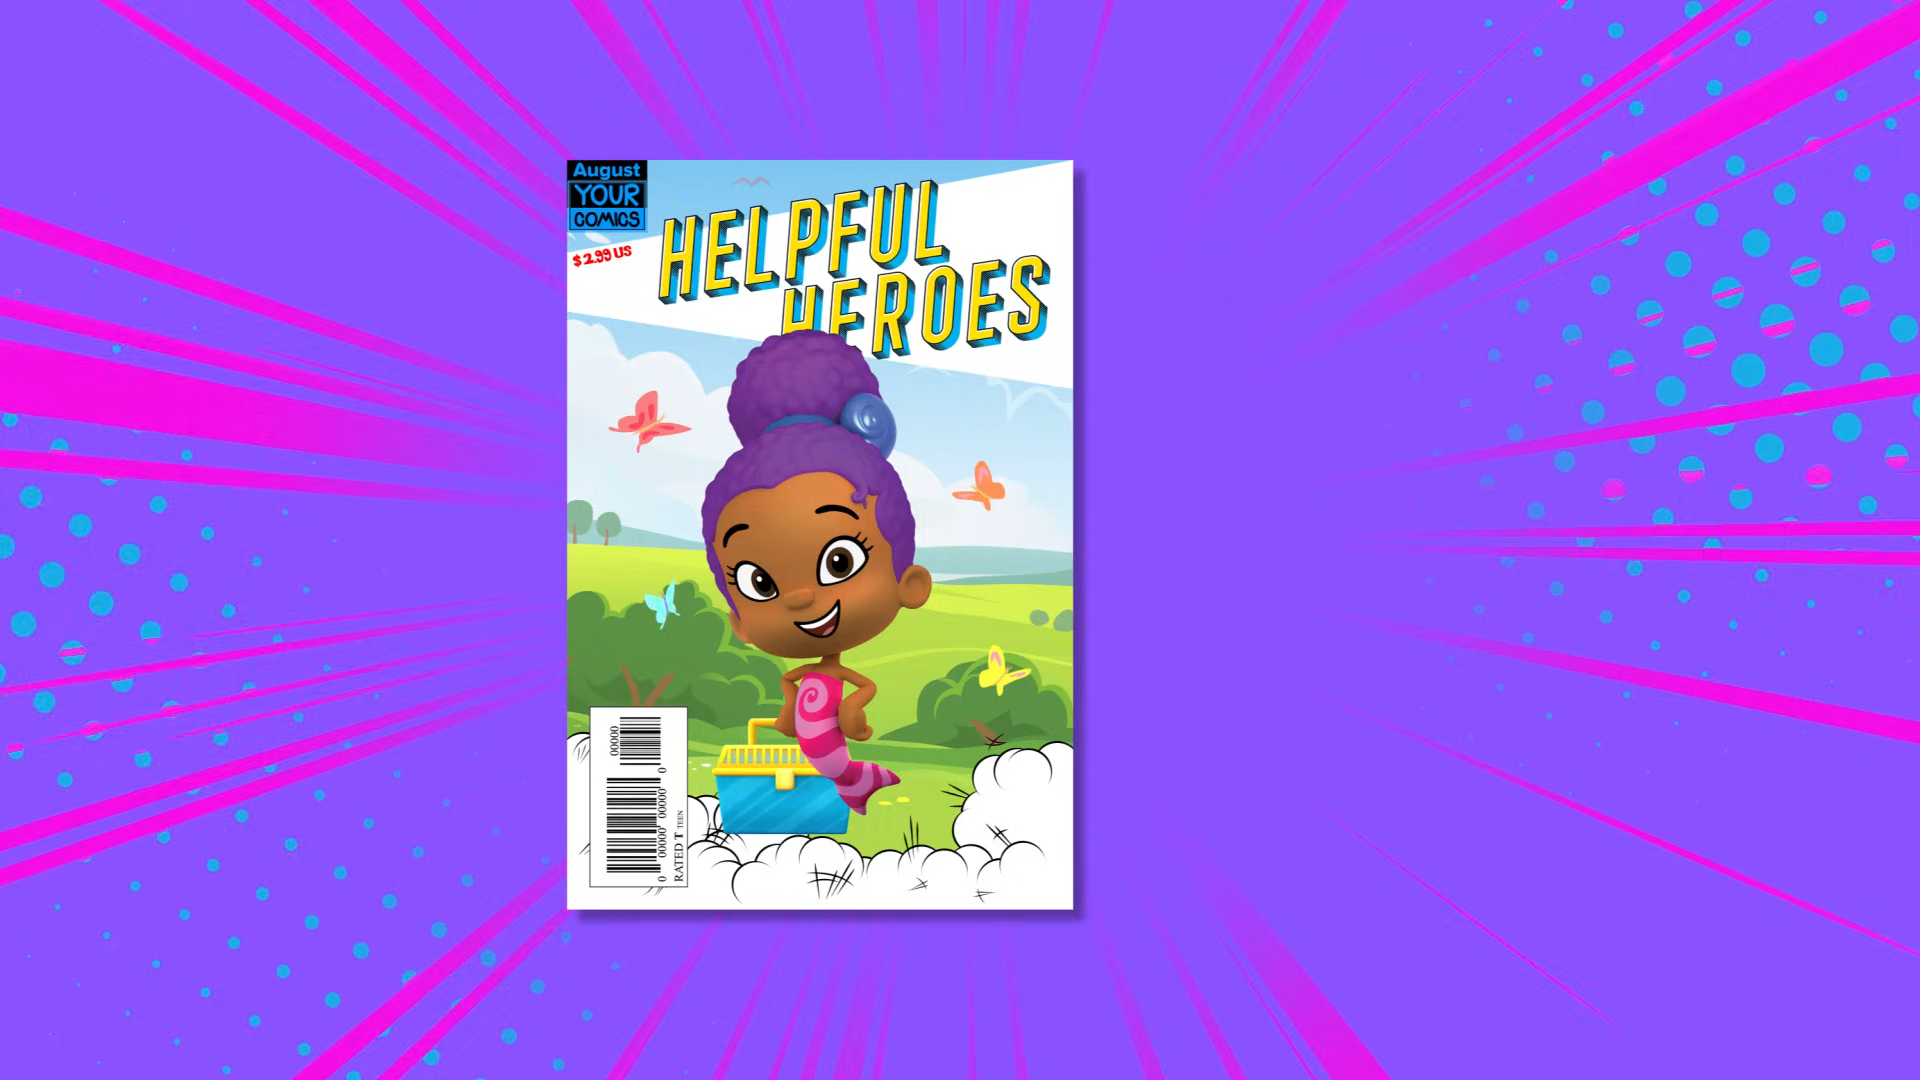 August
YOUR
COMICS
$2.99 US
HELPFUL
HEROES
00000
0 00000 00000 0
RATED T TEEN